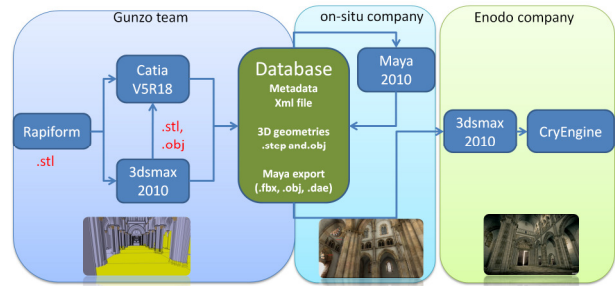 Gunzo team
on-situ company
Enodo company
Catia
V5R18
Database
Metadata
Xml file
3D geometries
.step and .obj
Maya export
(.fbx, .obj, .dae)
Maya
2010
Rapiform
.stl
.stl,
.obj
3dsmax
2010
3dsmax
2010
CryEngine